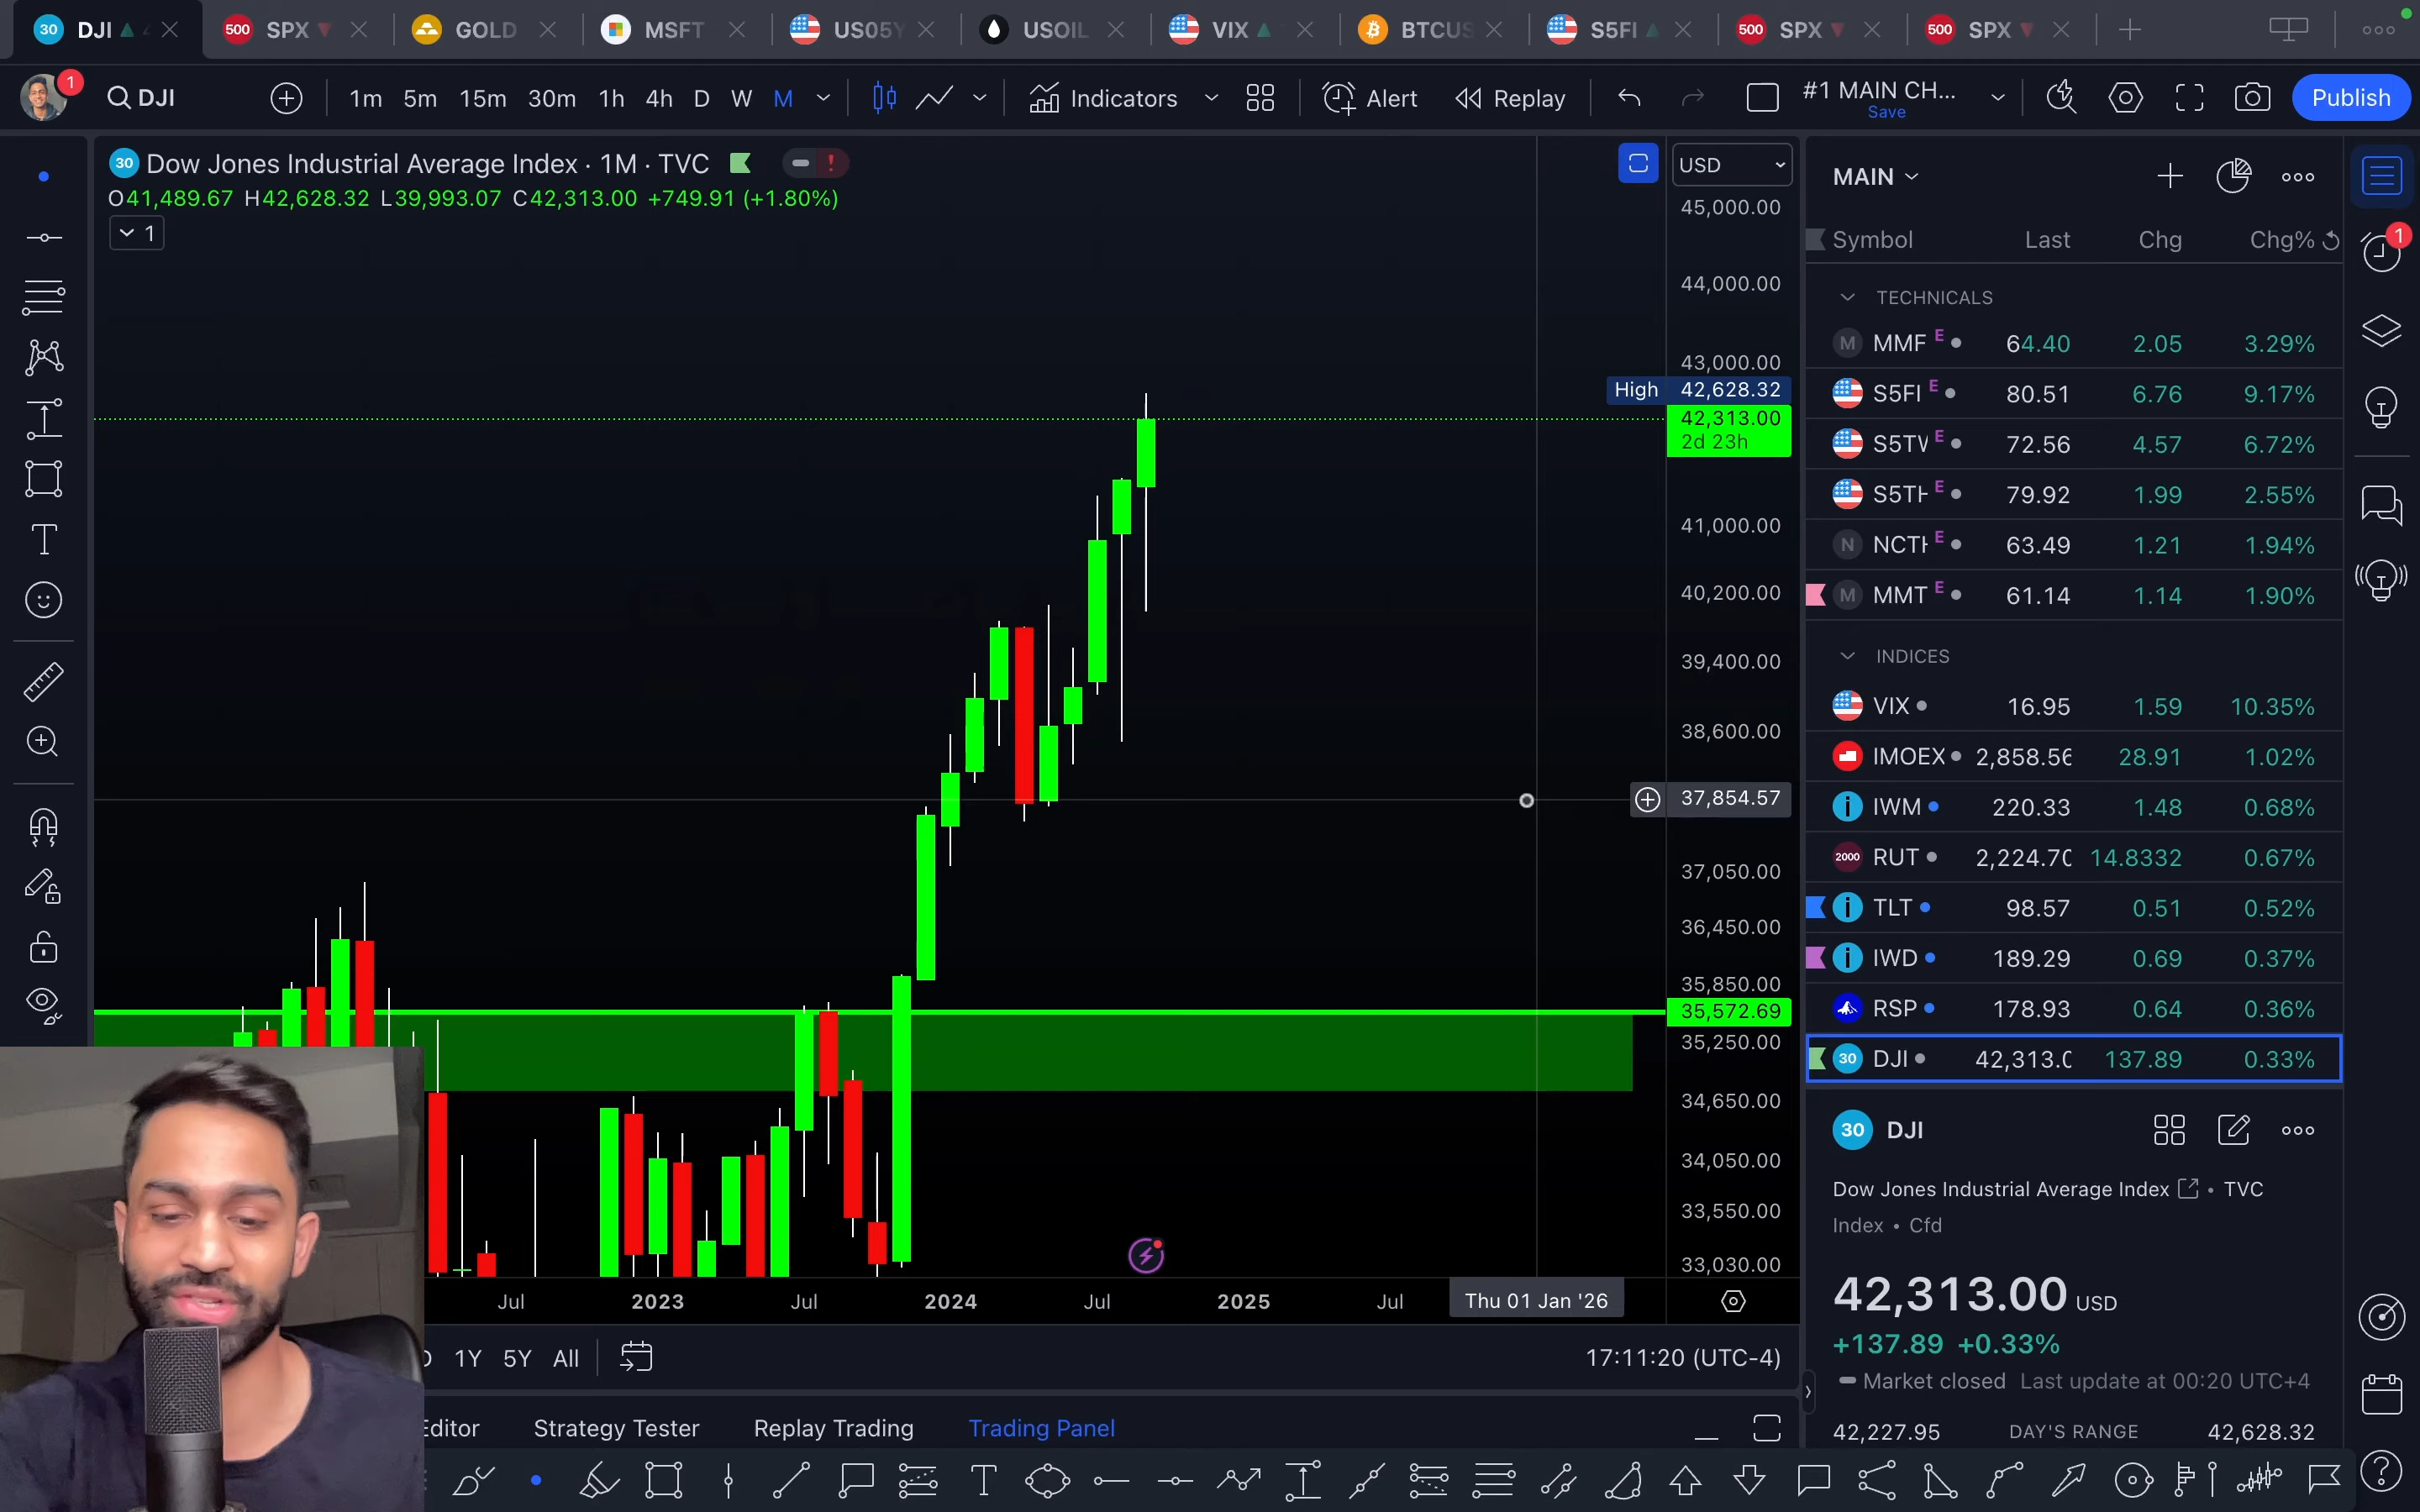 30 DJI
500 SPX
GOLD
MSFT
US05Y
USOIL
VIX
BTCUS
S5FI
500 SPX
500 SPX
1
DJI
1m 5m 15m 30m 1h 4h D W M
Indicators
Alert
Replay
#1 MAIN CH...
Save
Publish
30 Dow Jones Industrial Average Index · 1M · TVC
O41,489.67 H42,628.32 L39,993.07 C42,313.00 +749.91 (+1.80%)
1
USD
45,000.00
44,000.00
43,000.00
High 42,628.32
42,313.00
2d 23h
41,000.00
40,200.00
39,400.00
38,600.00
37,854.57
37,050.00
36,450.00
35,850.00
35,572.69
35,250.00
34,650.00
34,050.00
33,550.00
33,030.00
Jul 2023 Jul 2024 Jul 2025 Jul Thu 01 Jan '26
1Y 5Y All
17:11:20 (UTC-4)
Editor Strategy Tester Replay Trading Trading Panel
MAIN
1
Symbol Last Chg Chg%
TECHNICALS
M MMF E 64.40 2.05 3.29%
S5FI E 80.51 6.76 9.17%
S5TW E 72.56 4.57 6.72%
S5TH E 79.92 1.99 2.55%
N NCTH E 63.49 1.21 1.94%
M MMT E 61.14 1.14 1.90%
INDICES
VIX 16.95 1.59 10.35%
IMOEX 2,858.56 28.91 1.02%
IWM 220.33 1.48 0.68%
2000 RUT 2,224.70 14.8332 0.67%
TLT 98.57 0.51 0.52%
IWD 189.29 0.69 0.37%
RSP 178.93 0.64 0.36%
30 DJI 42,313.0 137.89 0.33%
30 DJI
Dow Jones Industrial Average Index • TVC
Index • Cfd
42,313.00 USD
+137.89 +0.33%
Market closed Last update at 00:20 UTC+4
42,227.95 DAY'S RANGE 42,628.32